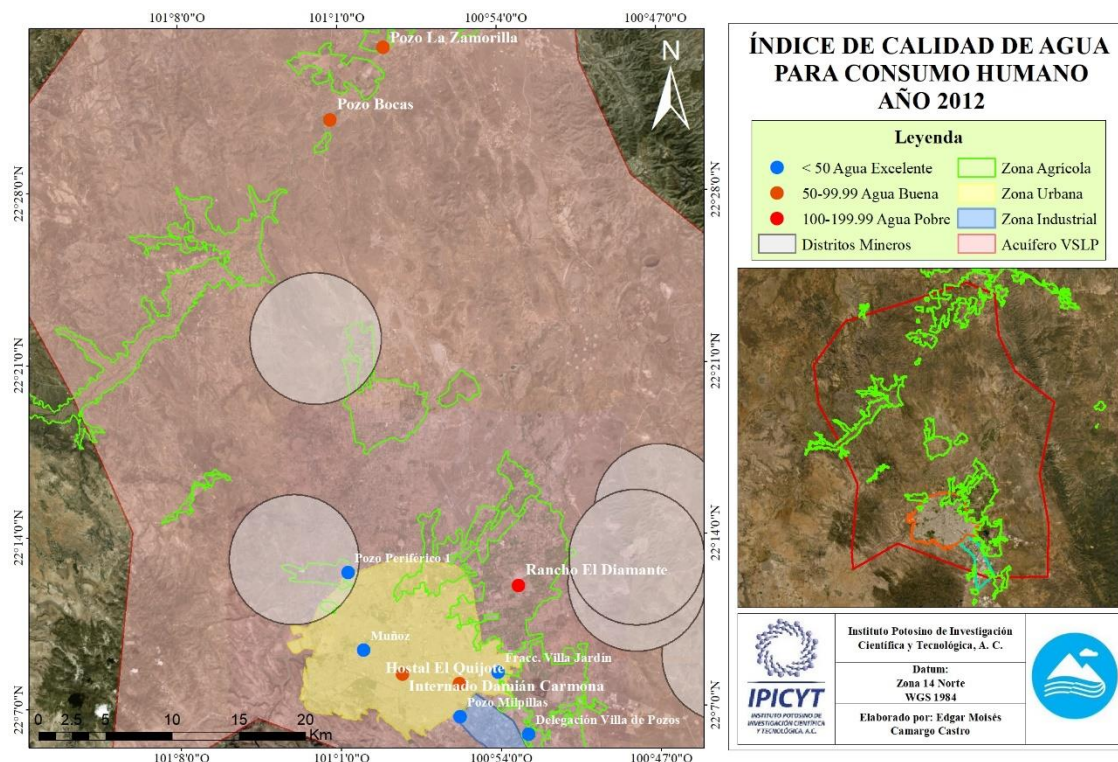 101°8'0"O
101°1'0"O
100°54'0"O
100°47'0"O
22°28'0"N
22°21'0"N
22°14'0"N
22°7'0"N
Pozo La Zamorilla
N
Pozo Bocas
Pozo Periférico 1
Rancho El Diamante
Muñoz
Fracc. Villa Jardin
Hostal El Quijote
Internado Damián Carmona
Pozo Milpillas
Delegación Villa de Pozos
0 2.5 5 10 15 20
Km
22°28'0"N
22°21'0"N
22°14'0"N
22°7'0"N
101°8'0"O
101°1'0"O
100°54'0"O
100°47'0"O
ÍNDICE DE CALIDAD DE AGUA
PARA CONSUMO HUMANO
AÑO 2012
Leyenda
< 50 Agua Excelente
50-99.99 Agua Buena
100-199.99 Agua Pobre
Distritos Mineros
Zona Agricola
Zona Urbana
Zona Industrial
Acuífero VSLP
IPICYT
INSTITUTO POTOSINO DE
INVESTIGACIÓN CIENTÍFICA
Y TECNOLÓGICA, A.C.
Instituto Potosino de Investigación
Científica y Tecnológica, A. C.
Datum:
Zona 14 Norte
WGS 1984
Elaborado por: Edgar Moisés
Camargo Castro